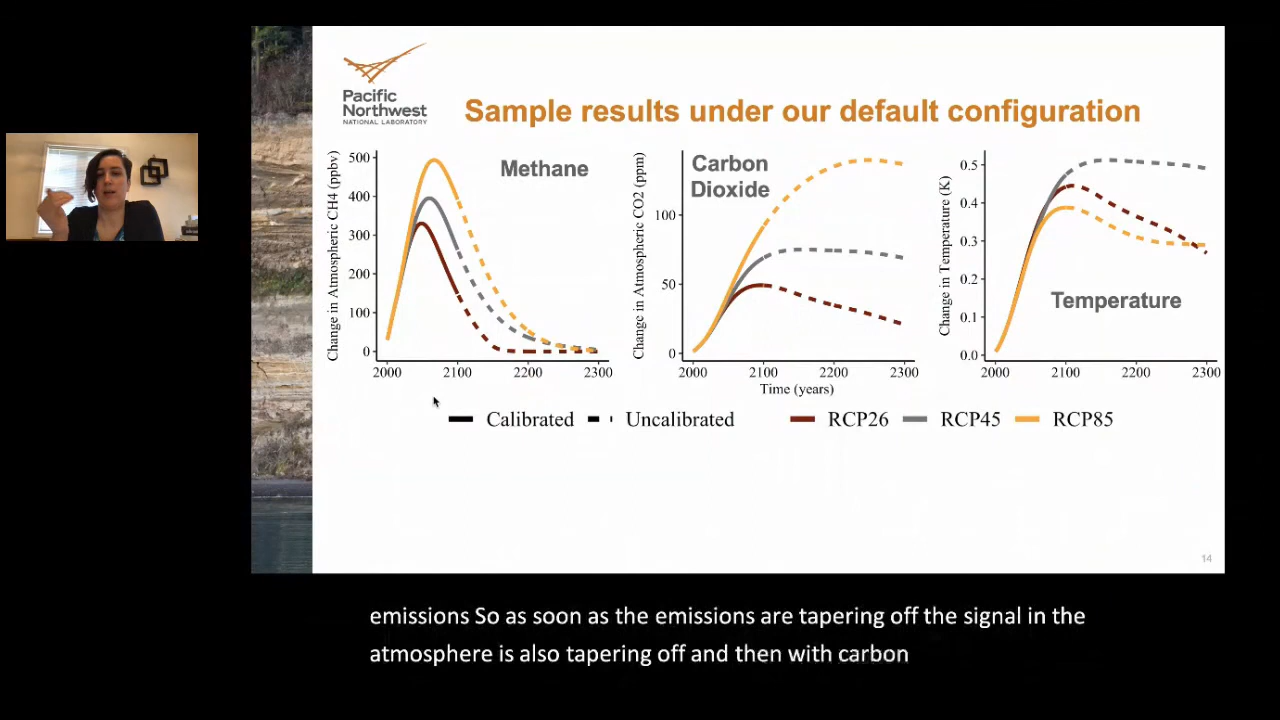 Pacific
Northwest
NATIONAL LABORATORY
Sample results under our default configuration
Change in Atmospheric CH4 (ppbv)
500
400
300
200
100
0
Methane
2000
2100
2200
2300
Change in Atmospheric CO2 (ppm)
100
50
0
Carbon
Dioxide
2000
2100
2200
2300
Time (years)
Change in Temperature (K)
0.5
0.4
0.3
0.2
0.1
0.0
Temperature
2000
2100
2200
2300
Calibrated
Uncalibrated
RCP26
RCP45
RCP85
14
emissions So as soon as the emissions are tapering off the signal in the
atmosphere is also tapering off and then with carbon